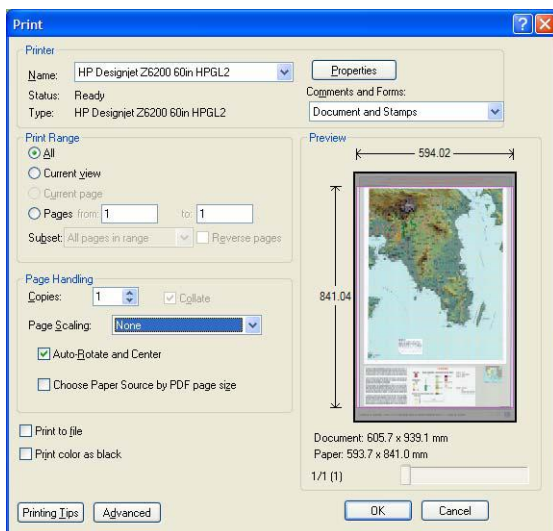 Print
Printer
Name: HP Designjet Z6200 60in HPGL2
Properties
Status: Ready
Comments and Forms:
Type: HP Designjet Z6200 60in HPGL2
Document and Stamps
Print Range
All
Current view
Current page
Pages from: 1 to: 1
Subset: All pages in range Reverse pages
Page Handling
Copies: 1 Collate
Page Scaling: None
Auto-Rotate and Center
Choose Paper Source by PDF page size
Print to file
Print color as black
Printing Tips Advanced
Preview
594.02
841.04
Document: 605.7 x 939.1 mm
Paper: 593.7 x 841.0 mm
1/1 (1)
OK Cancel